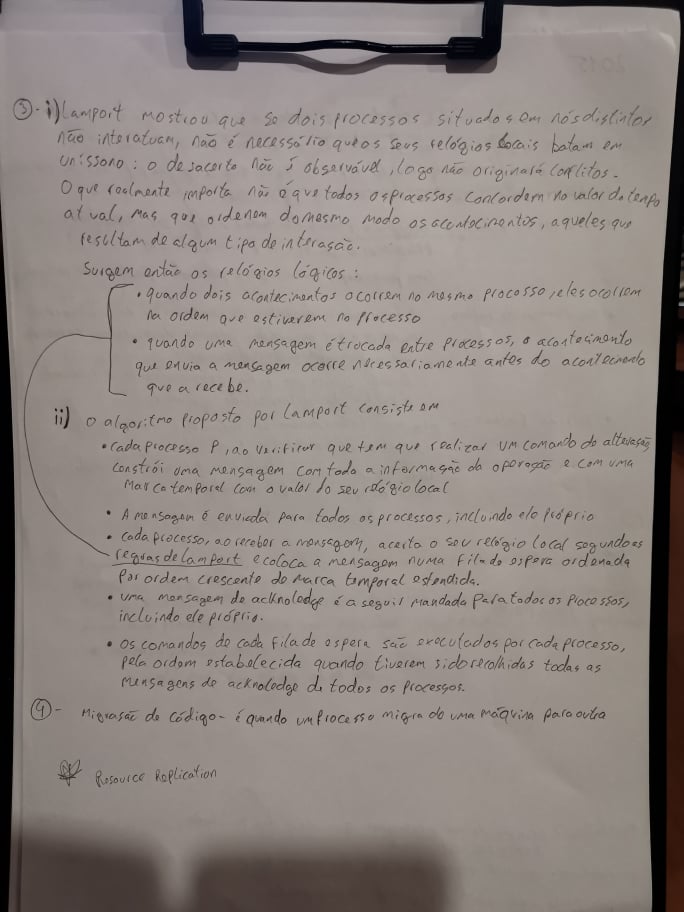 ③ - i) Lamport mostrou que se dois processos situados em nós distintos
não interatuam, não é necessário que os seus relógios locais batam em
uníssono: o desacerto não é observável, logo não originará conflitos.
O que realmente importa não é que todos os processos concordem no valor do tempo
atual, mas que ordenem do mesmo modo os acontecimentos, aqueles que
resultam de algum tipo de interação.
Surgem então os relógios lógicos:
• quando dois acontecimentos ocorrem no mesmo processo, eles ocorrem
na ordem que estiverem no processo
• quando uma mensagem é trocada entre processos, o acontecimento
que envia a mensagem ocorre necessariamente antes do acontecimento
que a recebe.
ii) O algoritmo proposto por Lamport consiste em
• Cada processo P, ao verificar que tem que realizar um comando de alteração,
constrói uma mensagem com toda a informação da operação e com uma
marca temporal com o valor do seu relógio local
• A mensagem é enviada para todos os processos, incluindo ele próprio
• Cada processo, ao receber a mensagem, acerta o seu relógio local segundo as
regras de Lamport e coloca a mensagem numa fila de espera ordenada
por ordem crescente de marca temporal estendida.
• uma mensagem de acknoledge é a seguir mandada para todos os processos,
incluindo ele próprio.
• Os comandos de cada fila de espera são executados por cada processo,
pela ordem estabelecida quando tiverem sido recolhidas todas as
mensagens de acknoledge de todos os processos.
④ - Migração de código - é quando um processo migra de uma máquina para outra
Resource Replication